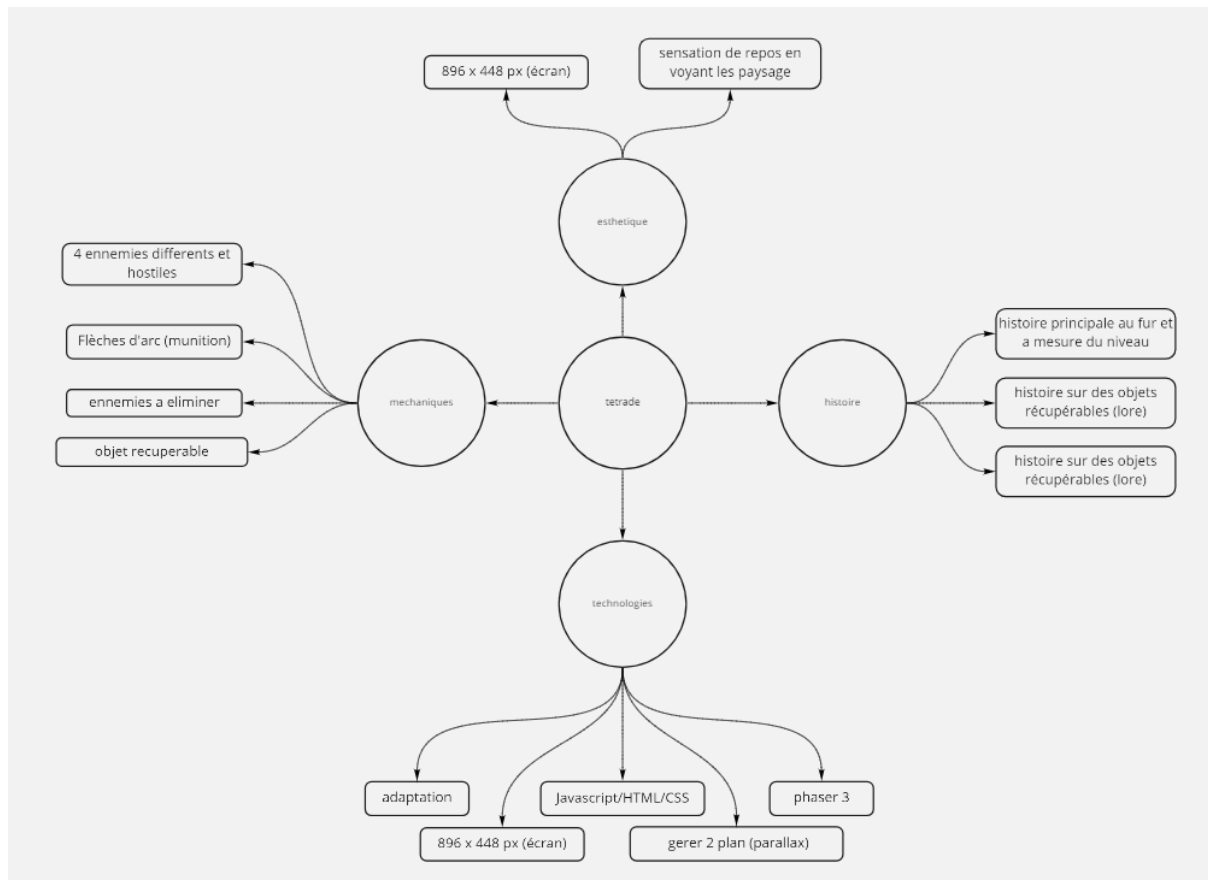 896 x 448 px (écran)
sensation de repos en
voyant les paysage
esthetique
4 ennemies differents et
hostiles
Flèches d'arc (munition)
ennemies a eliminer
objet recuperable
mechaniques
tetrade
histoire
histoire principale au fur et
a mesure du niveau
histoire sur des objets
récupérables (lore)
histoire sur des objets
récupérables (lore)
technologies
adaptation
Javascript/HTML/CSS
phaser 3
896 x 448 px (écran)
gerer 2 plan (parallax)